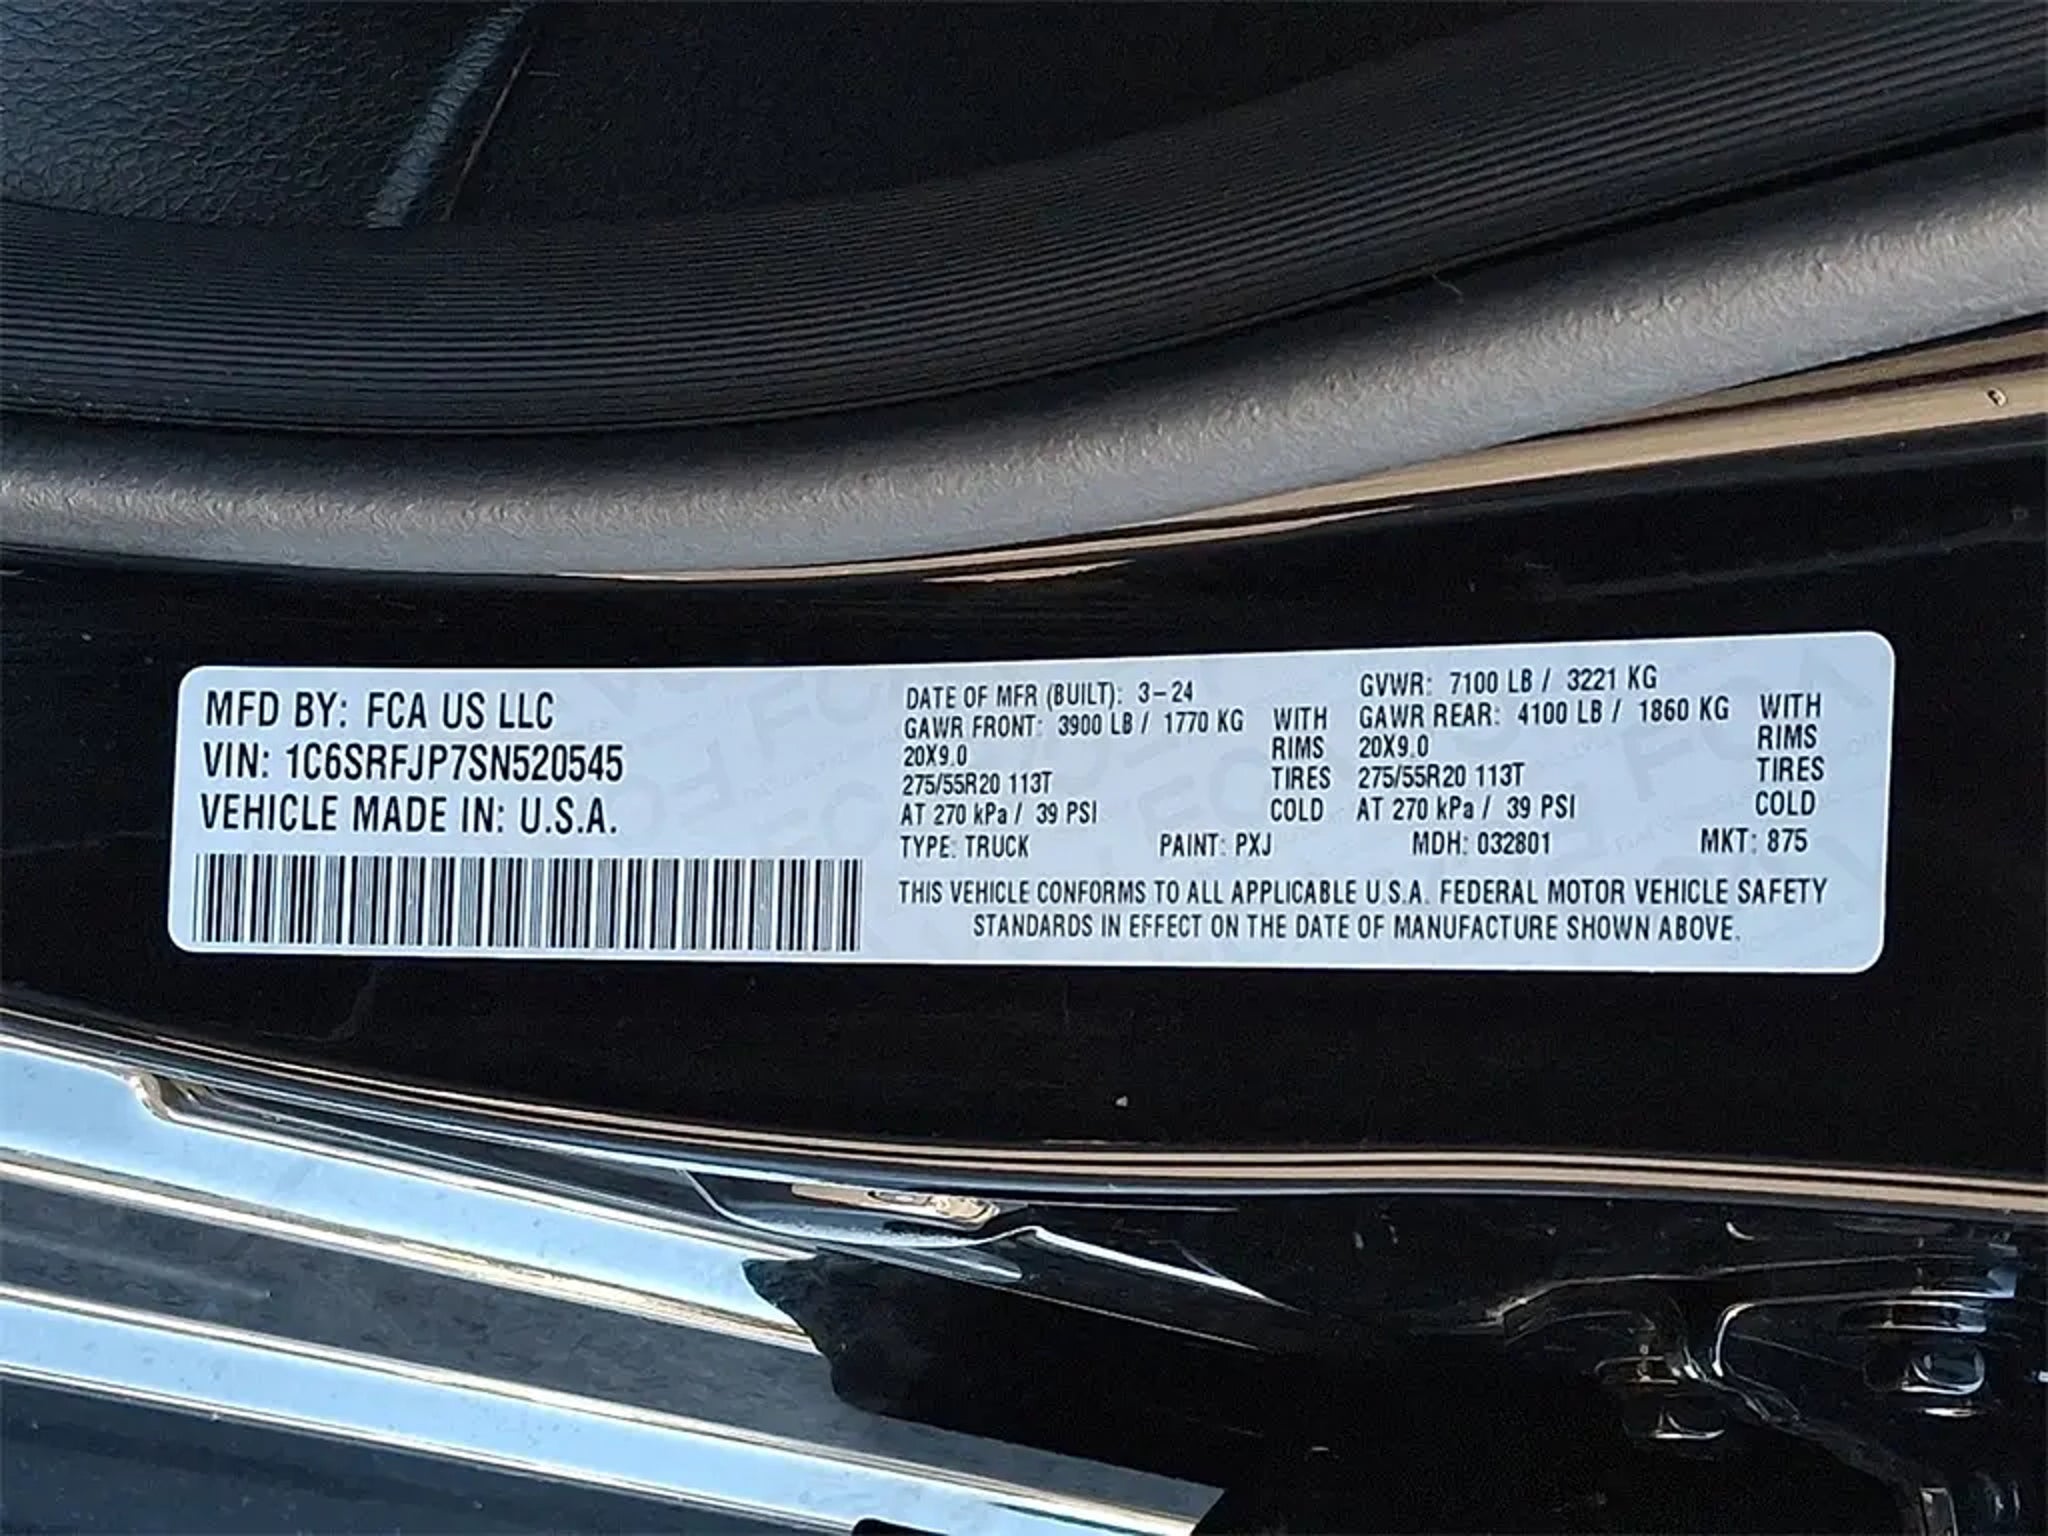 MFD BY: FCA US LLC
VIN: 1C6SRFJP7SN520545
VEHICLE MADE IN: U.S.A.
DATE OF MFR (BUILT): 3-24 GVWR: 7100 LB / 3221 KG
GAWR FRONT: 3900 LB / 1770 KG WITH GAWR REAR: 4100 LB / 1860 KG WITH
20X9.0 RIMS 20X9.0 RIMS
275/55R20 113T TIRES 275/55R20 113T TIRES
AT 270 kPa / 39 PSI COLD AT 270 kPa / 39 PSI COLD
TYPE: TRUCK PAINT: PXJ MDH: 032801 MKT: 875
THIS VEHICLE CONFORMS TO ALL APPLICABLE U.S.A. FEDERAL MOTOR VEHICLE SAFETY
STANDARDS IN EFFECT ON THE DATE OF MANUFACTURE SHOWN ABOVE.